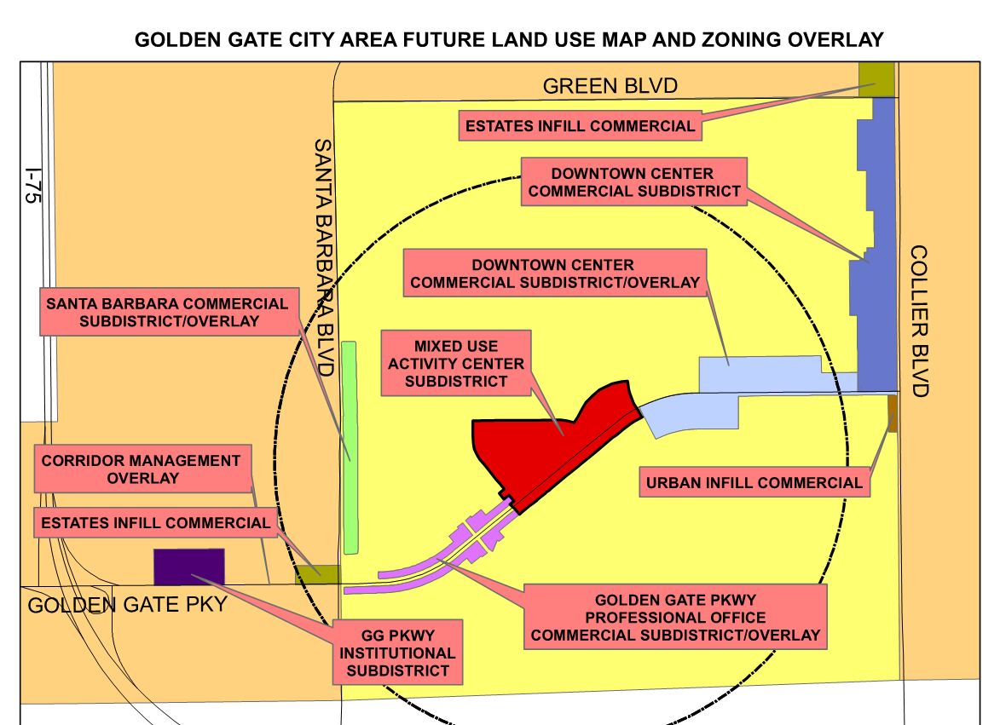 GOLDEN GATE CITY AREA FUTURE LAND USE MAP AND ZONING OVERLAY
GREEN BLVD
ESTATES INFILL COMMERCIAL
SANTA BARBARA BLVD
I-75
DOWNTOWN CENTER
COMMERCIAL SUBDISTRICT
COLLIER BLVD
DOWNTOWN CENTER
COMMERCIAL SUBDISTRICT/OVERLAY
SANTA BARBARA COMMERCIAL
SUBDISTRICT/OVERLAY
MIXED USE
ACTIVITY CENTER
SUBDISTRICT
CORRIDOR MANAGEMENT
OVERLAY
URBAN INFILL COMMERCIAL
ESTATES INFILL COMMERCIAL
GOLDEN GATE PKY
GOLDEN GATE PKWY
PROFESSIONAL OFFICE
COMMERCIAL SUBDISTRICT/OVERLAY
GG PKWY
INSTITUTIONAL
SUBDISTRICT